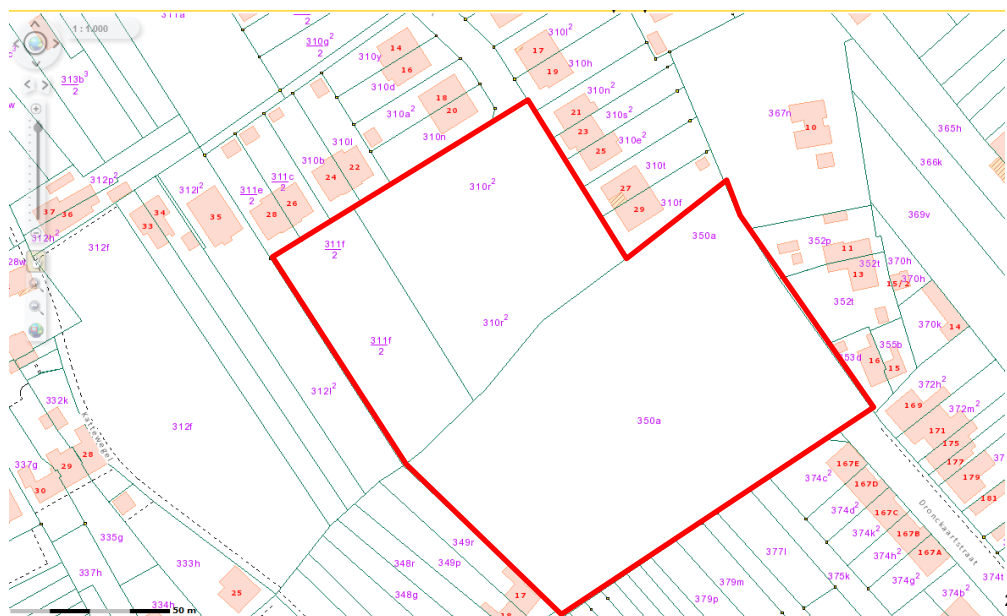 1 : 1.000
311a
310g²
2
313b³
2
310y
14
16
310d
310a²
18
20
310n
17
19
310l²
310h
310n²
21
23
25
310s²
310e²
310t
27
29
310f
367n
10
365h
366k
369v
312p²
37
36
312h²
312f
34
33
312l²
35
311e
2
311c
2
28
26
310b
310l
24
22
310r²
311f
2
350a
352p
11
352t
13
352t
370h
370h
15/2
370k
14
310r²
311f
2
312l²
353d
16
355b
15
372h²
169
372m²
171
175
177
179
181
332k
312f
Kattewegel
337g
29
28
30
350a
374c²
167E
167D
374d²
167C
374k²
167B
374h²
167A
374g²
Dronckaartstraat
335g
333h
337h
334h
25
349r
349p
348r
348g
17
377l
375k
379m
379p
374b²
374t
50 m